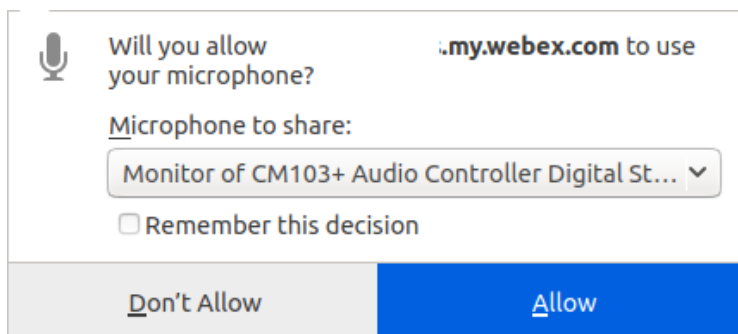 Will you allow .my.webex.com to use
your microphone?
Microphone to share:
Monitor of CM103+ Audio Controller Digital St...
Remember this decision
Don't Allow
Allow